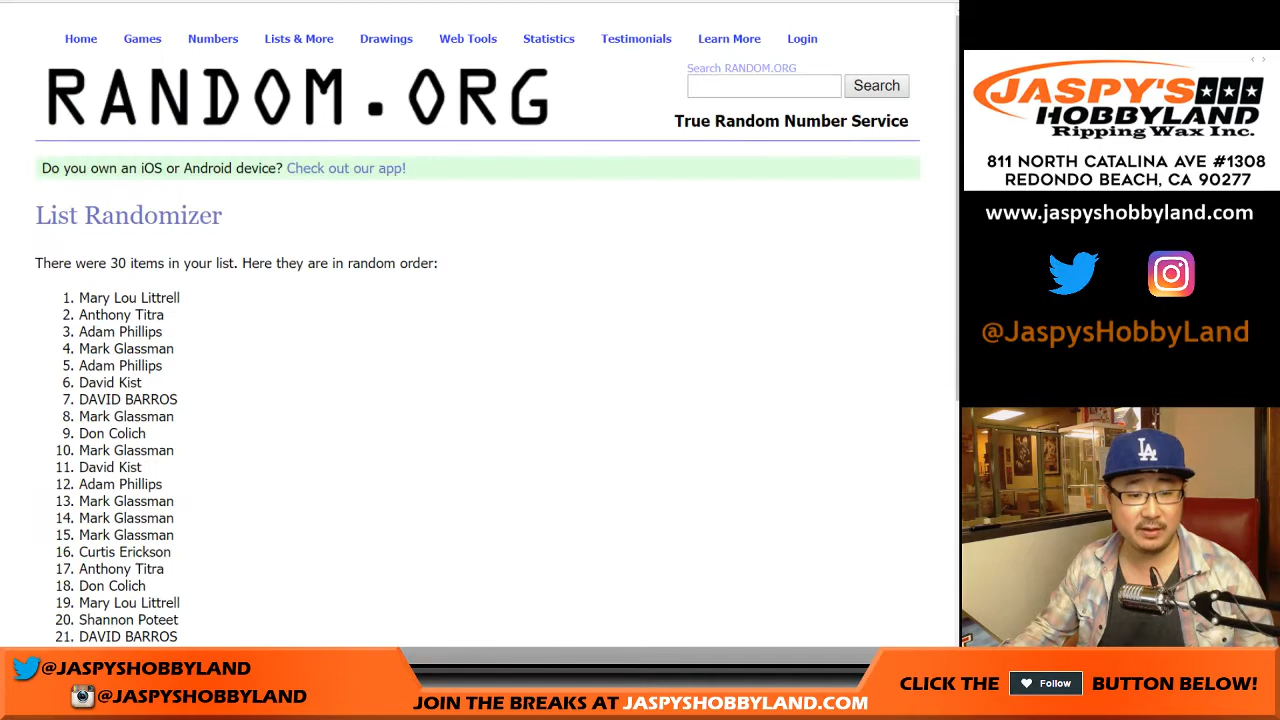 Home Games Numbers Lists & More Drawings Web Tools Statistics Testimonials Learn More Login
RANDOM.ORG
Search RANDOM.ORG
Search
True Random Number Service
Do you own an iOS or Android device? Check out our app!
List Randomizer
There were 30 items in your list. Here they are in random order:
1. Mary Lou Littrell
2. Anthony Titra
3. Adam Phillips
4. Mark Glassman
5. Adam Phillips
6. David Kist
7. DAVID BARROS
8. Mark Glassman
9. Don Colich
10. Mark Glassman
11. David Kist
12. Adam Phillips
13. Mark Glassman
14. Mark Glassman
15. Mark Glassman
16. Curtis Erickson
17. Anthony Titra
18. Don Colich
19. Mary Lou Littrell
20. Shannon Poteet
21. DAVID BARROS
JASPY'S
HOBBYLAND
Ripping Wax Inc.
811 NORTH CATALINA AVE #1308
REDONDO BEACH, CA 90277
www.jaspyshobbyland.com
@JaspysHobbyLand
LA
@JASPYSHOBBYLAND
@JASPYSHOBBYLAND
JOIN THE BREAKS AT JASPYSHOBBYLAND.COM
CLICK THE Follow BUTTON BELOW!